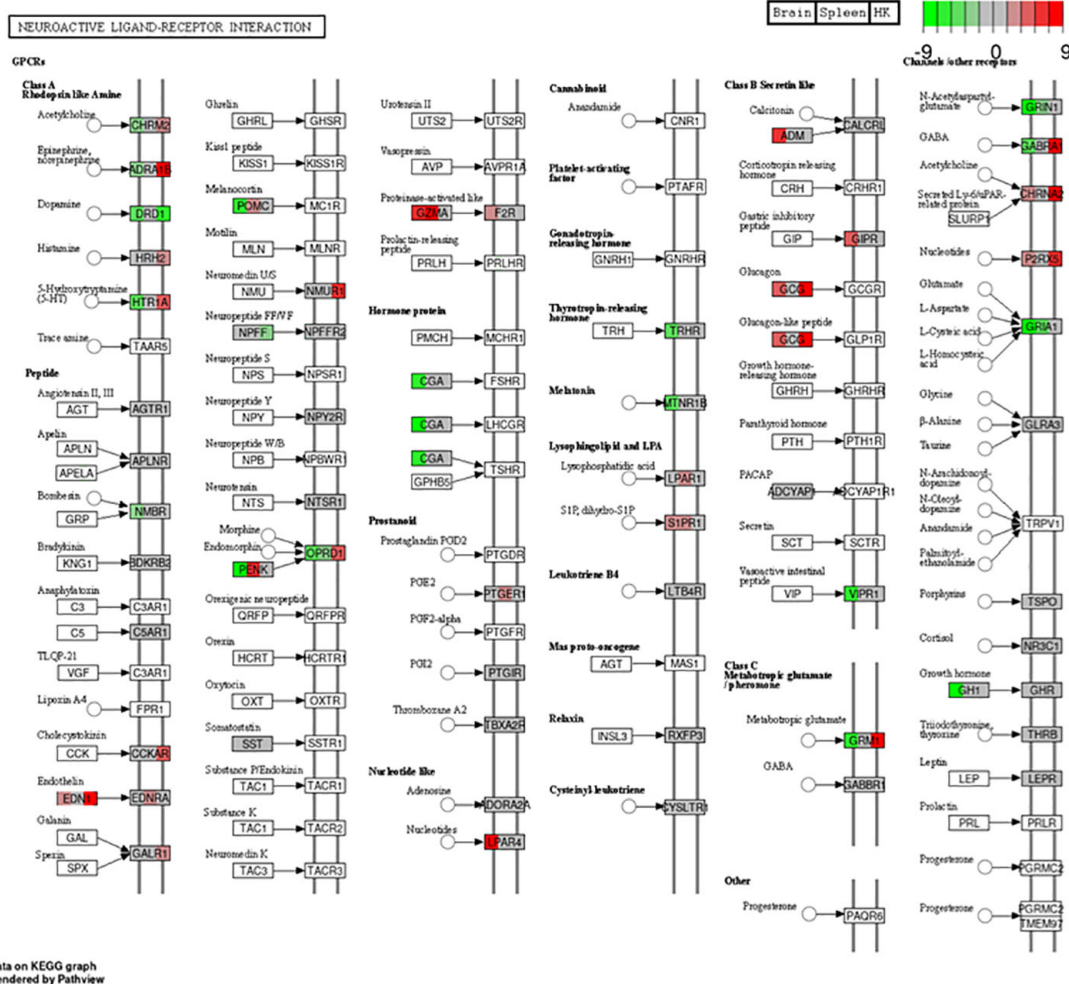 NEUROACTIVE LIGAND-RECEPTOR INTERACTION
Brain Spleen HK
-9 0 9
GPCRs
Class A
Rhodopsin like Amine
Acetylcholine
CHRM2
Epinephrine,
norepinephrine
ADRA1B
Dopamine
DRD1
Histamine
HRH2
5-Hydroxytryptamine
(5-HT)
HTR1A
Trace amine
TAAR5
Peptide
Angiotensin II, III
AGT AGTR1
Apelin
APLN
APELA
APLNR
Bombesin
GRP
NMBR
Bradykinin
KNG1 BDKRB2
Anaphylatoxin
C3 C3AR1
C5 C5AR1
TLQP-21
VGF C3AR1
Lipoxin A4
FPR1
Cholecystokinin
CCK CCKAR
Endothelin
EDN1 EDNRA
Galanin
GAL
Spexin
SPX
GALR1
Ghrelin
GHRL GHSR
Kiss1 peptide
KISS1 KISS1R
Melanocortin
POMC MC1R
Motilin
MLN MLNR
Neuromedin U/S
NMU NMUR1
Neuropeptide FF/VF
NPFF NPFFR2
Neuropeptide S
NPS NPSR1
Neuropeptide Y
NPY NPY2R
Neuropeptide W/B
NPB NPBWR1
Neurotensin
NTS NTSR1
Morphine
Endomorphin
PENK
OPRD1
Orexigenic neuropeptide
QRFP QRFPR
Orexin
HCRT HCRTR1
Oxytocin
OXT OXTR
Somatostatin
SST SSTR1
Substance P/Endokinin
TAC1 TACR1
Substance K
TAC1 TACR2
Neuromedin K
TAC3 TACR3
Urotensin II
UTS2 UTS2R
Vasopressin
AVP AVPR1A
Proteinase-activated like
GZMA F2R
Prolactin-releasing
peptide
PRLH PRLHR
Hormone protein
PMCH MCHR1
CGA FSHR
CGA LHCGR
CGA
GPHB5
TSHR
Prostanoid
Prostaglandin PGD2
PTGDR
PGE2
PTGER1
PGF2-alpha
PTGFR
PGI2
PTGIR
Thromboxane A2
TBXA2R
Nucleotide like
Adenosine
ADORA2A
Nucleotides
LPAR4
Cannabinoid
Anandamide
CNR1
Platelet-activating
factor
PTAFR
Gonadotropin-
releasing hormone
GNRH1 GNRHR
Thyrotropin-releasing
hormone
TRH TRHR
Melatonin
MTNR1B
Lysophingolipid and LPA
Lysophosphatidic acid
LPAR1
S1P, dihydro-S1P
S1PR1
Leukotriene B4
LTB4R
Mas proto-oncogene
AGT MAS1
Relaxin
INSL3 RXFP3
Cysteinyl-leukotriene
CYSLTR1
Class B Secretin like
Calcitonin
ADM
CALCRL
Corticotropin releasing
hormone
CRH CRHR1
Gastric inhibitory
peptide
GIP GIPR
Glucagon
GCG GCGR
Glucagon-like peptide
GCG GLP1R
Growth hormone-
releasing hormone
GHRH GHRHR
Parathyroid hormone
PTH PTH1R
PACAP
ADCYAP1 ADCYAP1R1
Secretin
SCT SCTR
Vasoactive intestinal
peptide
VIP VIPR1
Class C
Metabotropic glutamate
/ pheromone
Metabotropic glutamate
GRM1
GABA
GABBR1
Other
Progesterone
PAQR6
Channels /other receptors
N-Acetylaspartyl-
glutamate
GRIN1
GABA
GABRA1
Acetylcholine
Secreted Ly-6/uPAR-
related protein
SLURP1
CHRNA2
Nucleotides
P2RX5
Glutamate
L-Aspartate
L-Cysteic acid
L-Homocysteic
acid
GRIA1
Glycine
β-Alanine
Taurine
GLRA3
N-Arachidonoyl-
dopamine
N-Oleoyl-
dopamine
Anandamide
Palmitoyl-
ethanolamide
TRPV1
Porphyrins
TSPO
Cortisol
NR3C1
Growth hormone
GH1 GHR
Triiodothyronine,
thyroxine
THRB
Leptin
LEP LEPR
Prolactin
PRL PRLR
Progesterone
PGRMC2
Progesterone
PGRMC2
TMEM97
ata on KEGG graph
endered by Pathview